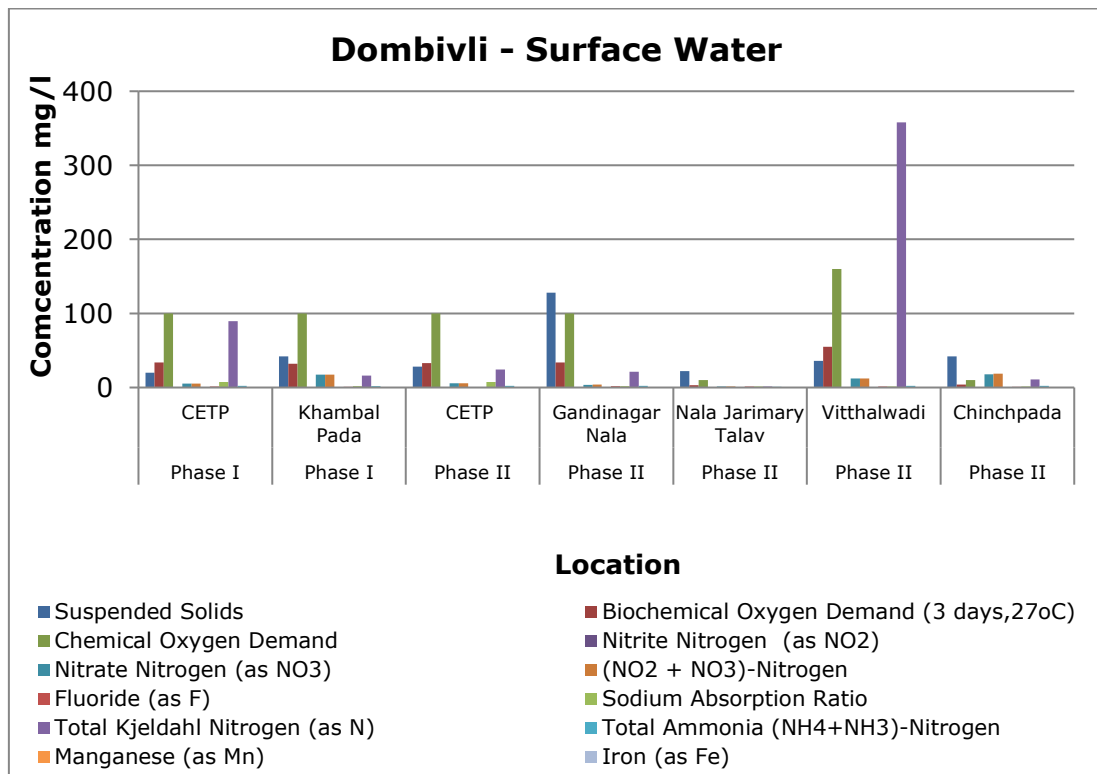 Dombivli - Surface Water
Comcentration mg/l
400
300
200
100
0
CETP
Khambal Pada
CETP
Gandinagar Nala
Nala Jarimary Talav
Vitthalwadi
Chinchpada
Phase I
Phase I
Phase II
Phase II
Phase II
Phase II
Phase II
Location
Suspended Solids
Biochemical Oxygen Demand (3 days,27oC)
Chemical Oxygen Demand
Nitrite Nitrogen (as NO2)
Nitrate Nitrogen (as NO3)
(NO2 + NO3)-Nitrogen
Fluoride (as F)
Sodium Absorption Ratio
Total Kjeldahl Nitrogen (as N)
Total Ammonia (NH4+NH3)-Nitrogen
Manganese (as Mn)
Iron (as Fe)